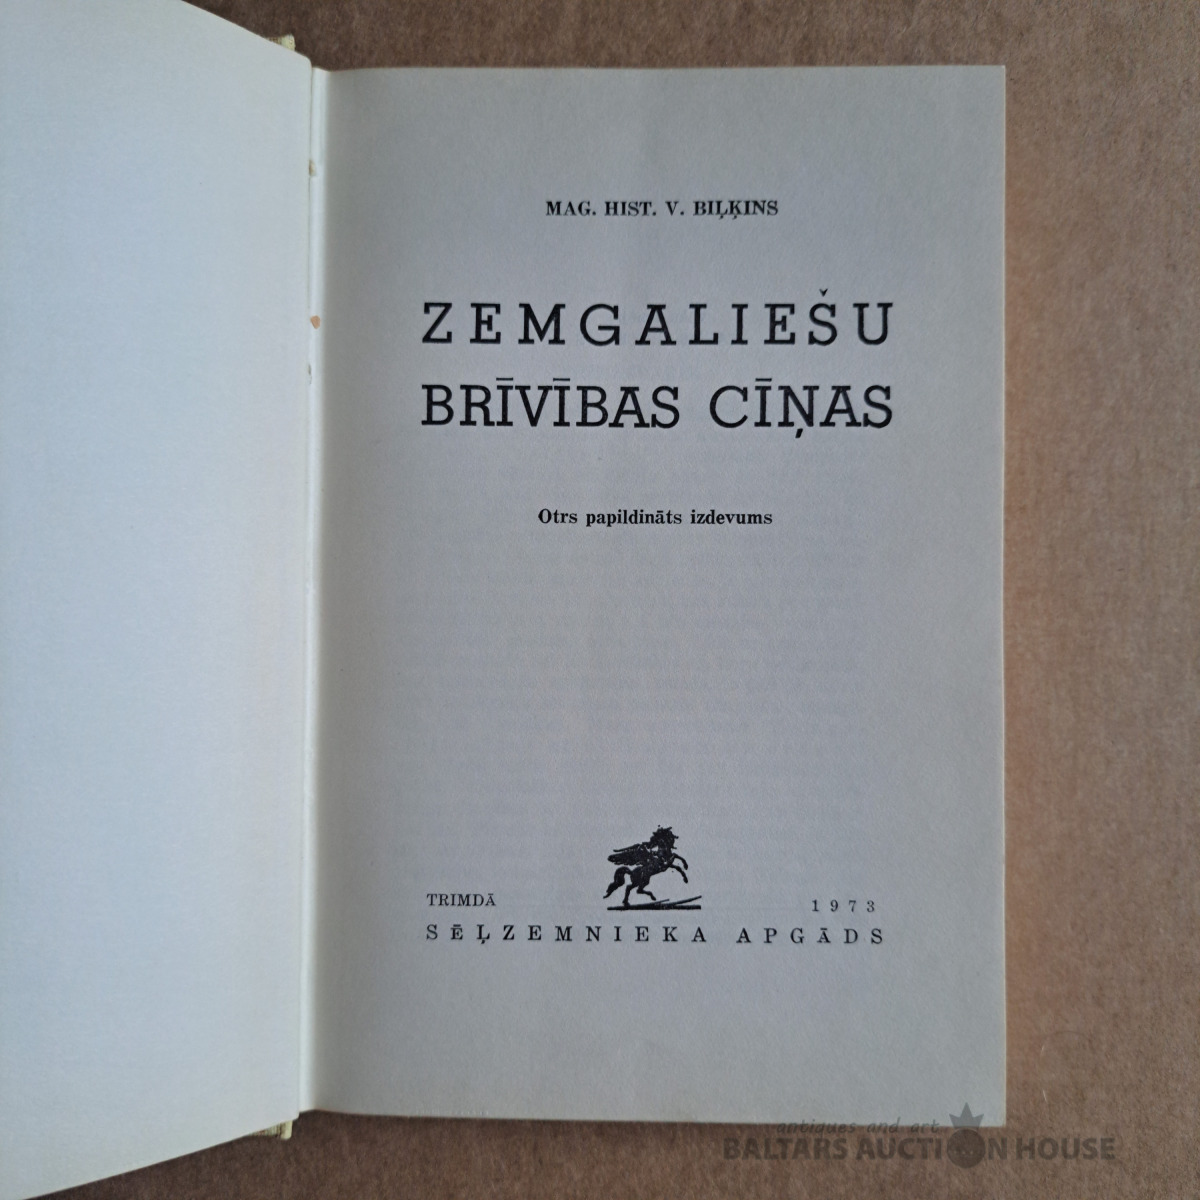 MAG. HIST. V. BIĻĶINS
ZEMGALIEŠU
BRĪVĪBAS CĪŅAS
Otrs papildināts izdevums
TRIMDĀ 1973
SĒĻZEMNIEKA APGĀDS
antiques and art
BALTARS AUCTION HOUSE